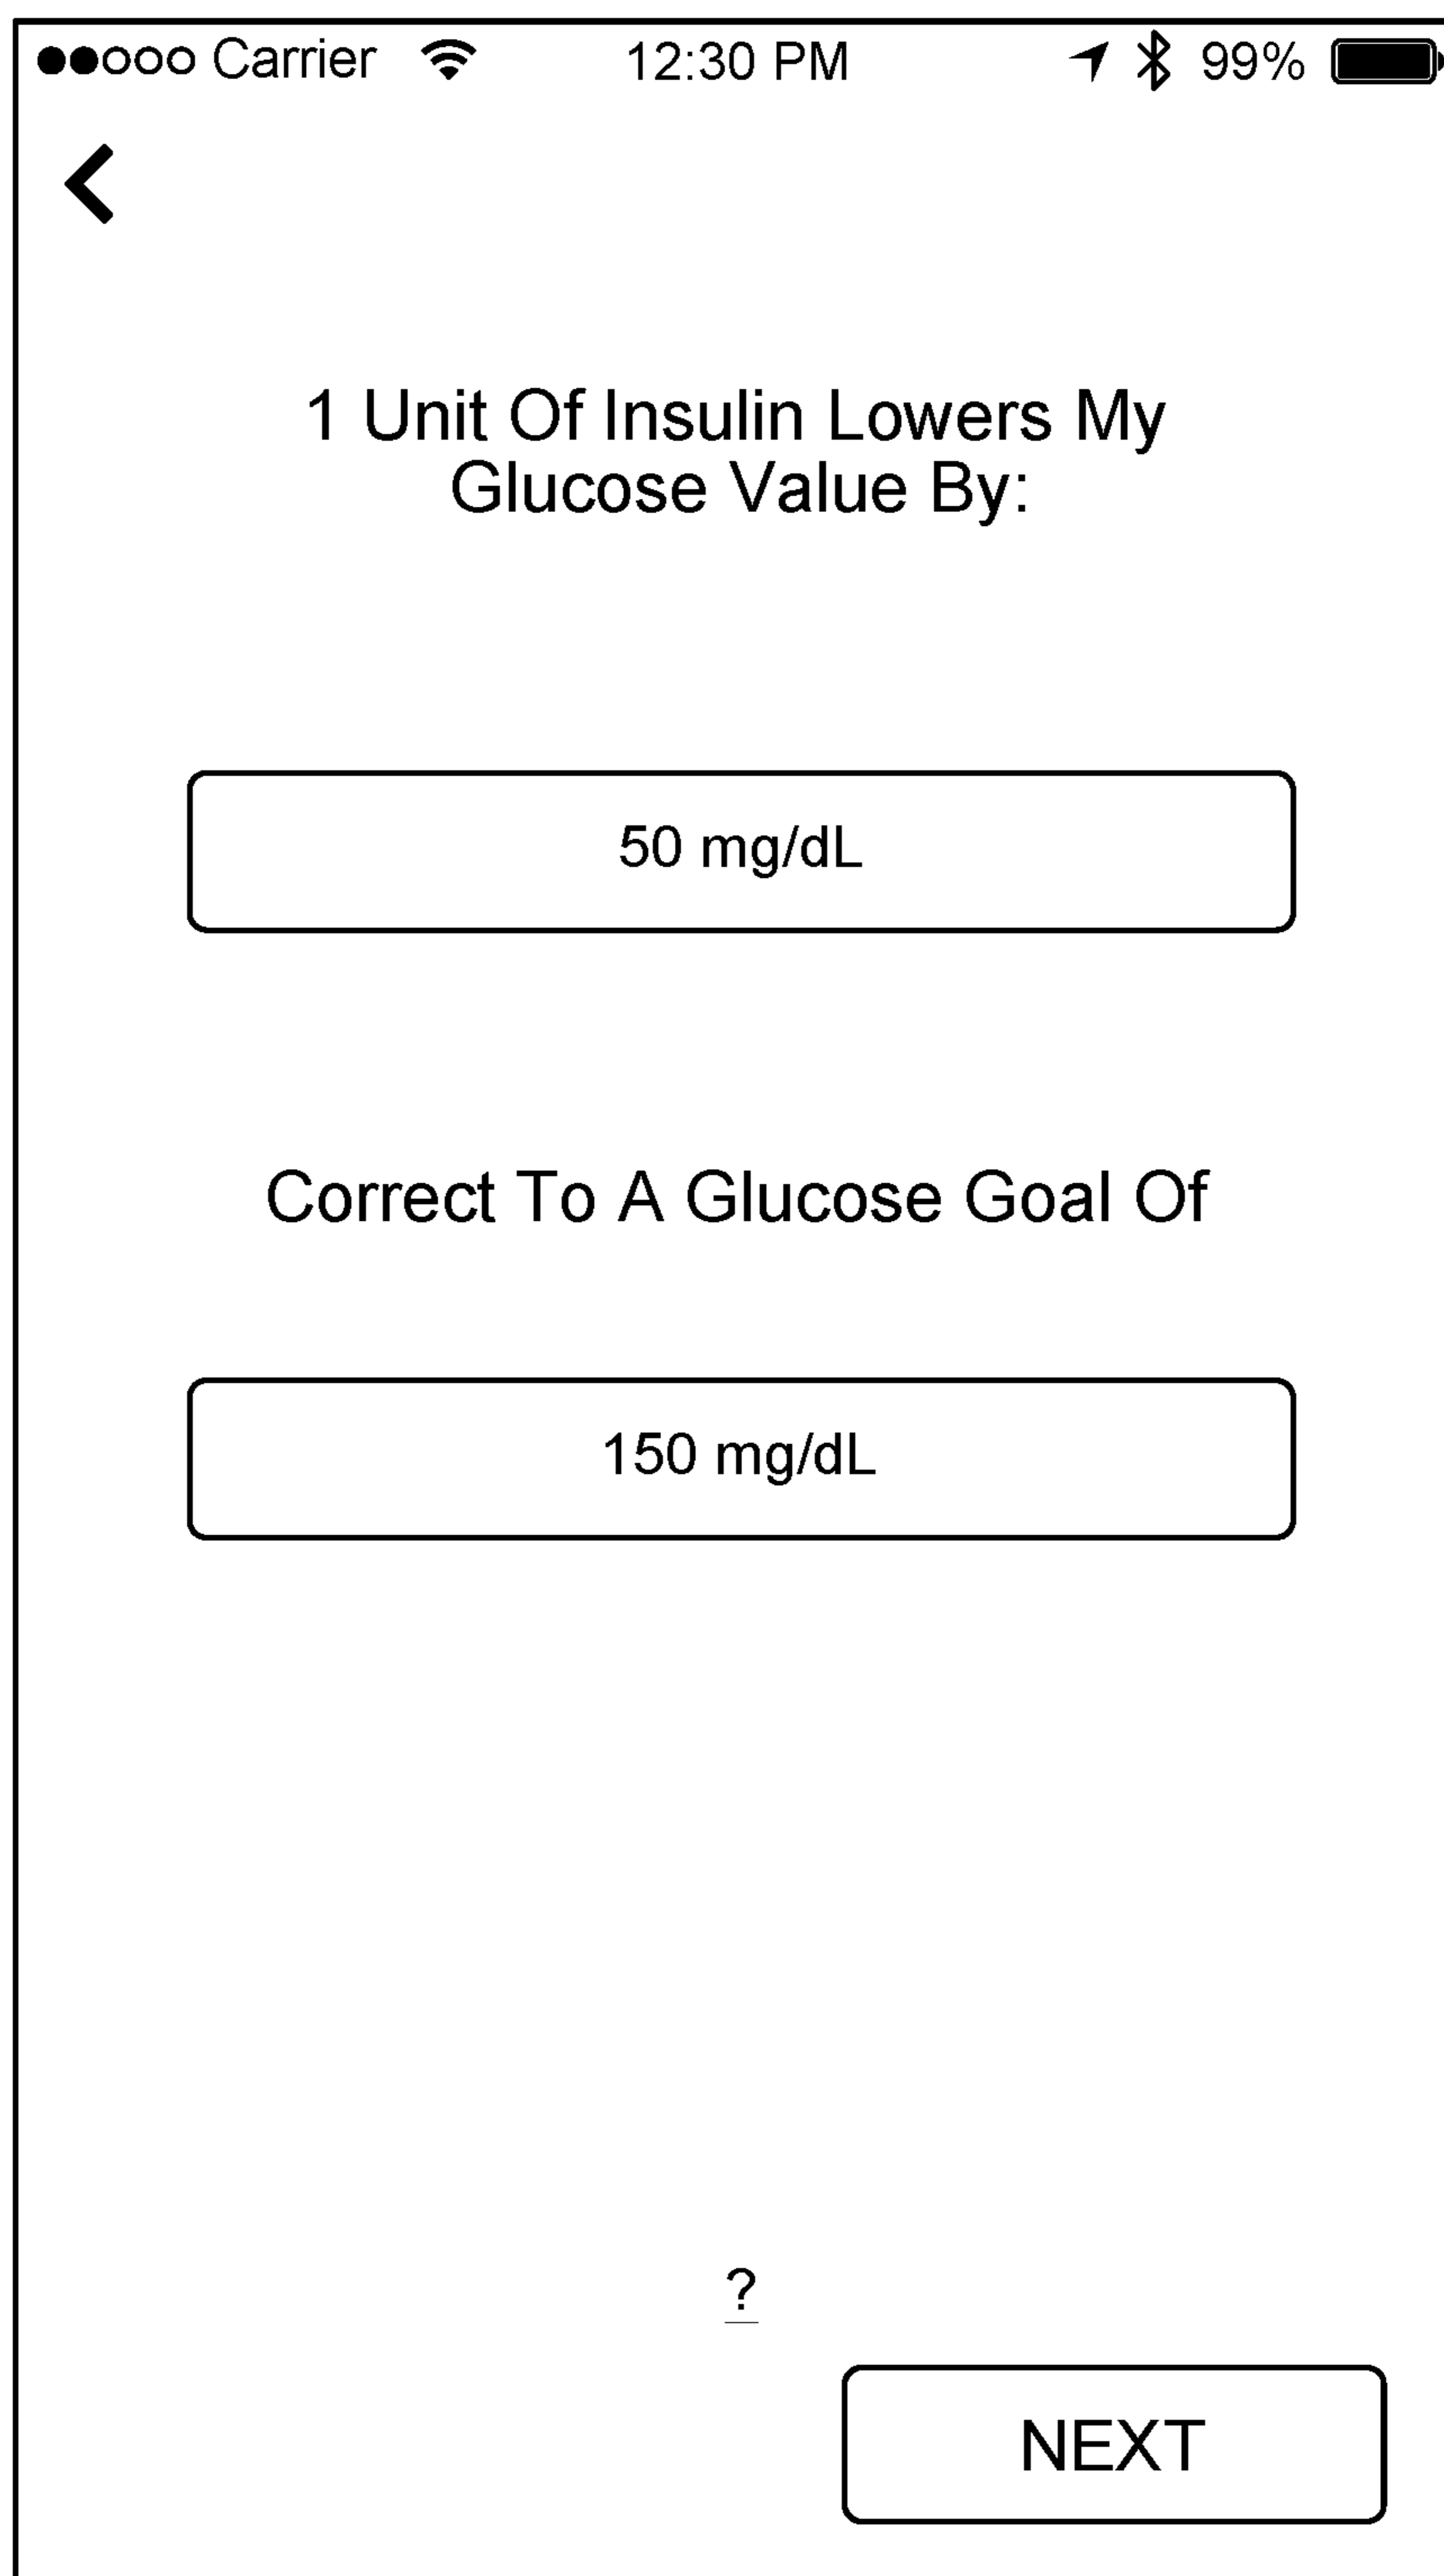 Carrier 12:30 PM 99%
1 Unit Of Insulin Lowers My
Glucose Value By:
50 mg/dL
Correct To A Glucose Goal Of
150 mg/dL
?
NEXT